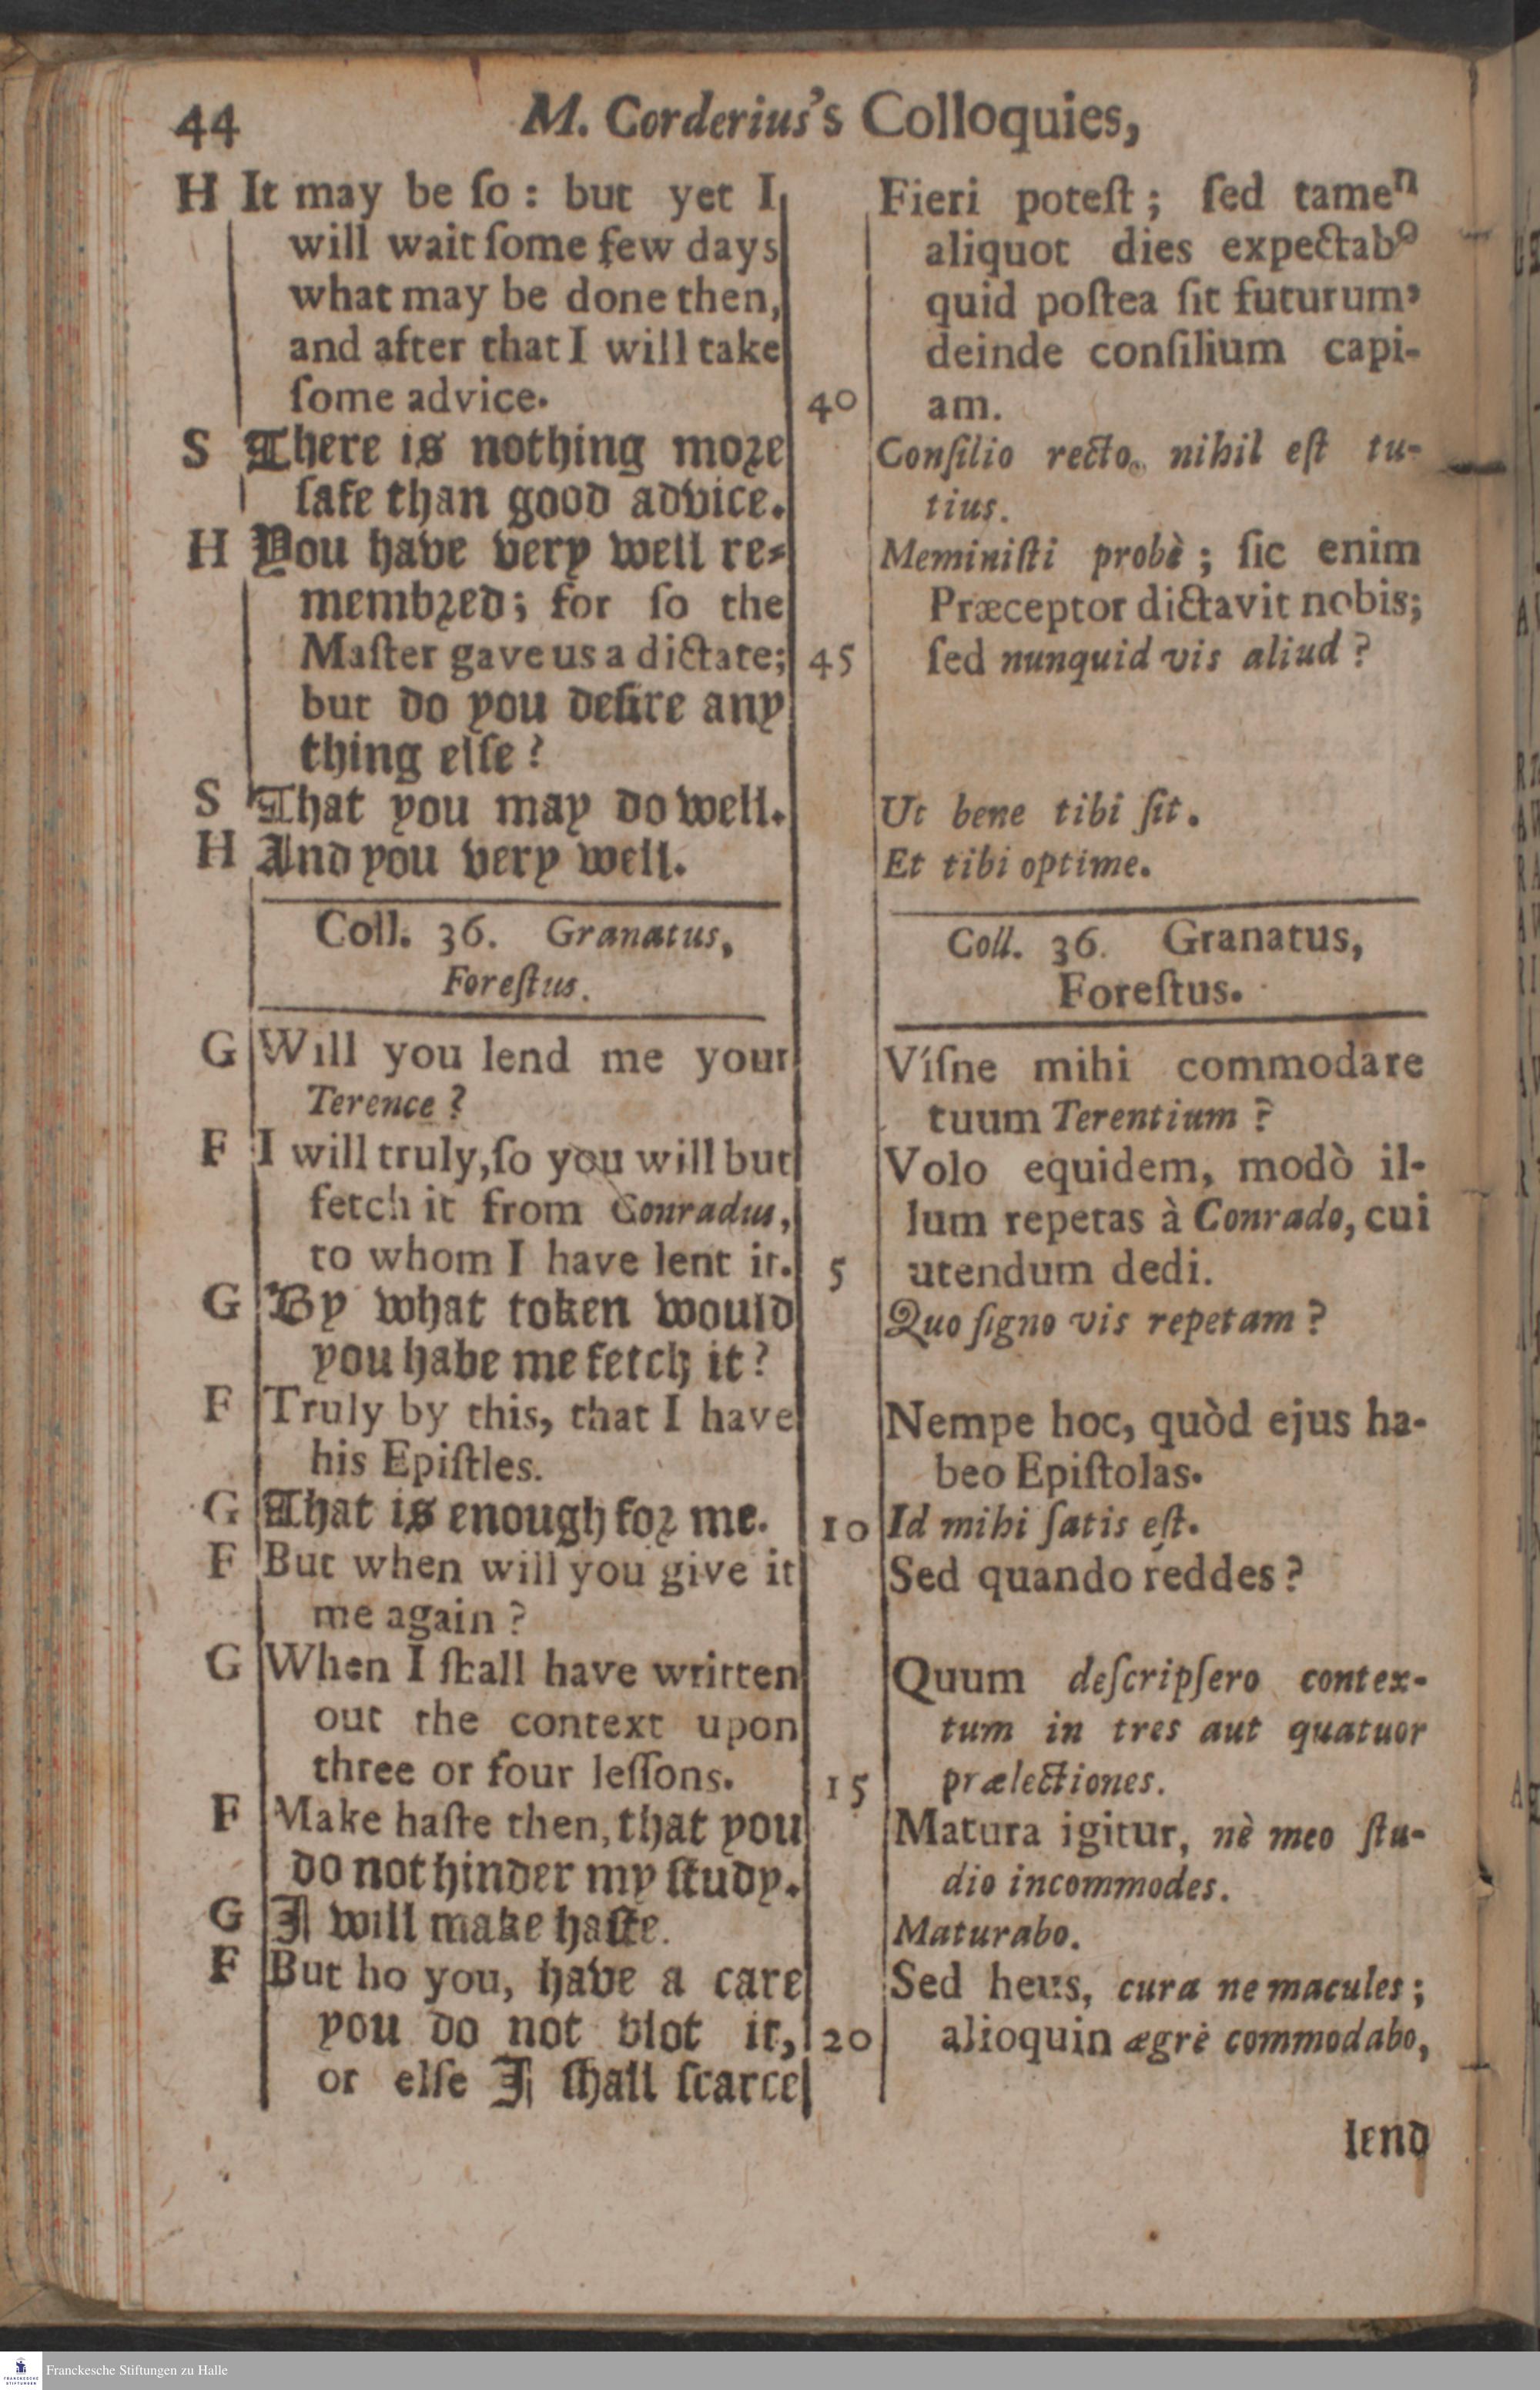 44
M. Corderius's Colloquies,
H It may be ſo : but yet I
will wait ſome few days
what may be done then,
and after that I will take
ſome advice.
S There is nothing more
ſafe than good advice.
H You have very well re-
membred; for ſo the
Maſter gave us a dictate;
but do you deſire any
thing elſe ?
S That you may do well.
H And you very well.
Coll. 36. Granatus,
Foreſtus.
G Will you lend me your
Terence ?
F I will truly, ſo you will but
fetch it from Conradus,
to whom I have lent it.
G By what token would
you have me fetch it ?
F Truly by this, that I have
his Epiſtles.
G That is enough for me.
F But when will you give it
me again ?
G When I ſhall have written
out the context upon
three or four leſſons.
F Make haſte then, that you
do not hinder my ſtudy.
G I will make haſte.
F But ho you, have a care
you do not blot it,
or elſe I ſhall ſcarce
40
45
5
10
15
20
Fieri poteſt ; ſed tamen
aliquot dies expectabo
quid poſtea ſit futurum,
deinde conſilium capi-
am.
Conſilio recto nihil eſt tu-
tius.
Meminiſti probè ; ſic enim
Præceptor dictavit nobis;
ſed nunquid vis aliud ?
Ut bene tibi ſit.
Et tibi optime.
Coll. 36. Granatus,
Foreſtus.
Víſne mihi commodare
tuum Terentium ?
Volo equidem, modò il-
lum repetas à Conrado, cui
utendum dedi.
Quo ſigno vis repetam ?
Nempe hoc, quòd ejus ha-
beo Epiſtolas.
Id mihi ſatis eſt.
Sed quando reddes ?
Quum deſcripſero contex-
tum in tres aut quatuor
prælectiones.
Matura igitur, nè meo ſtu-
dio incommodes.
Maturabo.
Sed heus, cura ne macules ;
alioquin ægrè commodabo,
lend
Franckesche Stiftungen zu Halle